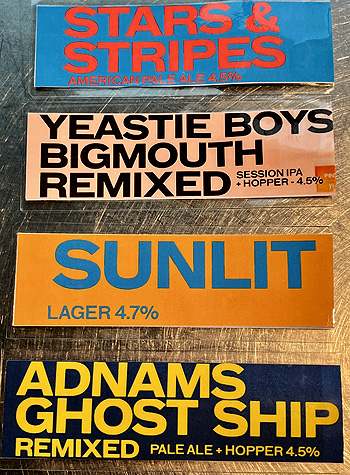 STARS &
STRIPES
AMERICAN PALE ALE 4.5%
YEASTIE BOYS
BIGMOUTH
REMIXED
SESSION IPA
+ HOPPER - 4.5%
SUNLIT
LAGER 4.7%
ADNAMS
GHOST SHIP
REMIXED PALE ALE + HOPPER 4.5%